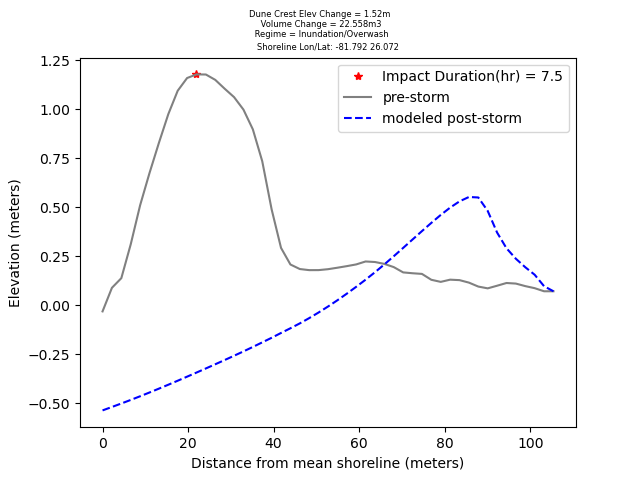 Dune Crest Elev Change = 1.52m
Volume Change = 22.558m3
Regime = Inundation/Overwash
Shoreline Lon/Lat: -81.792 26.072
Impact Duration(hr) = 7.5
pre-storm
modeled post-storm
1.25
1.00
0.75
0.50
0.25
0.00
−0.25
−0.50
Elevation (meters)
0 20 40 60 80 100
Distance from mean shoreline (meters)